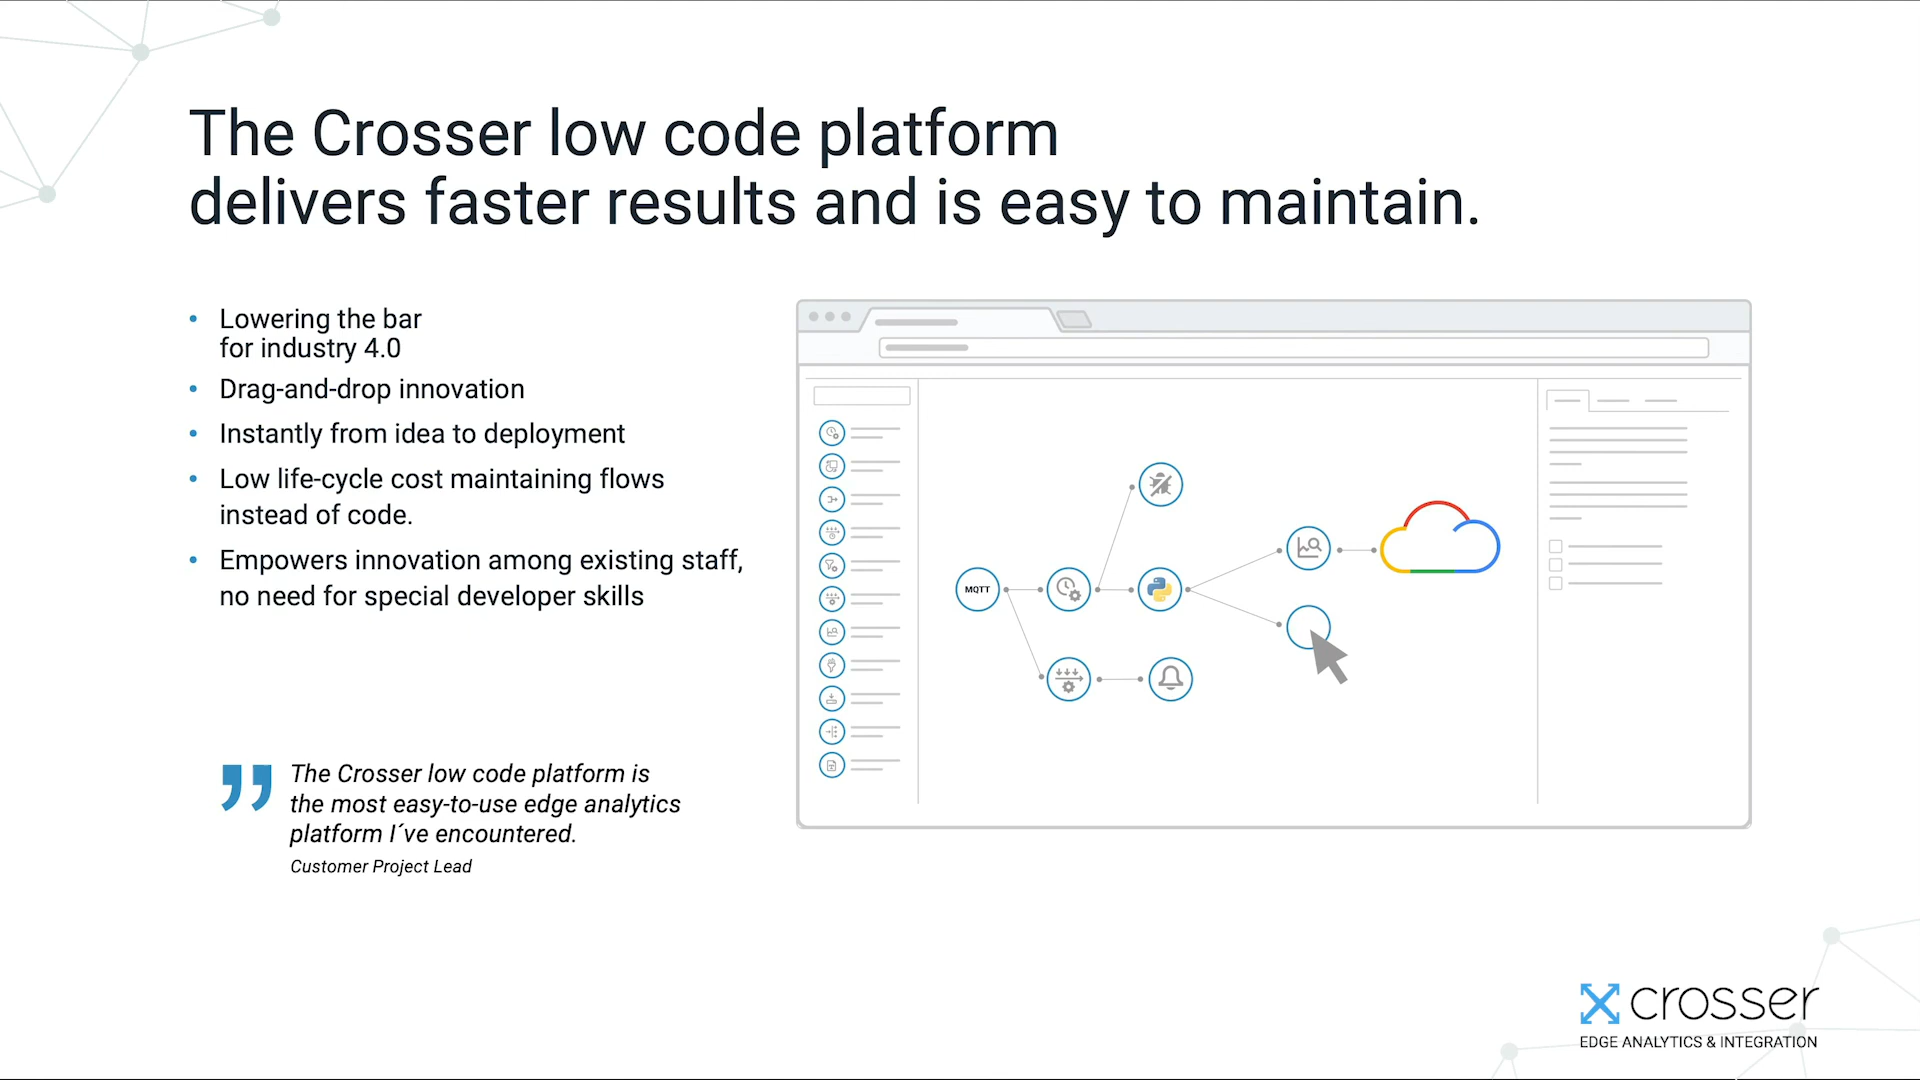 The Crosser low code platform
delivers faster results and is easy to maintain.
• Lowering the bar
for industry 4.0
• Drag-and-drop innovation
• Instantly from idea to deployment
• Low life-cycle cost maintaining flows
instead of code.
• Empowers innovation among existing staff,
no need for special developer skills
MQTT
” The Crosser low code platform is
the most easy-to-use edge analytics
platform I´ve encountered.
Customer Project Lead
crosser
EDGE ANALYTICS & INTEGRATION